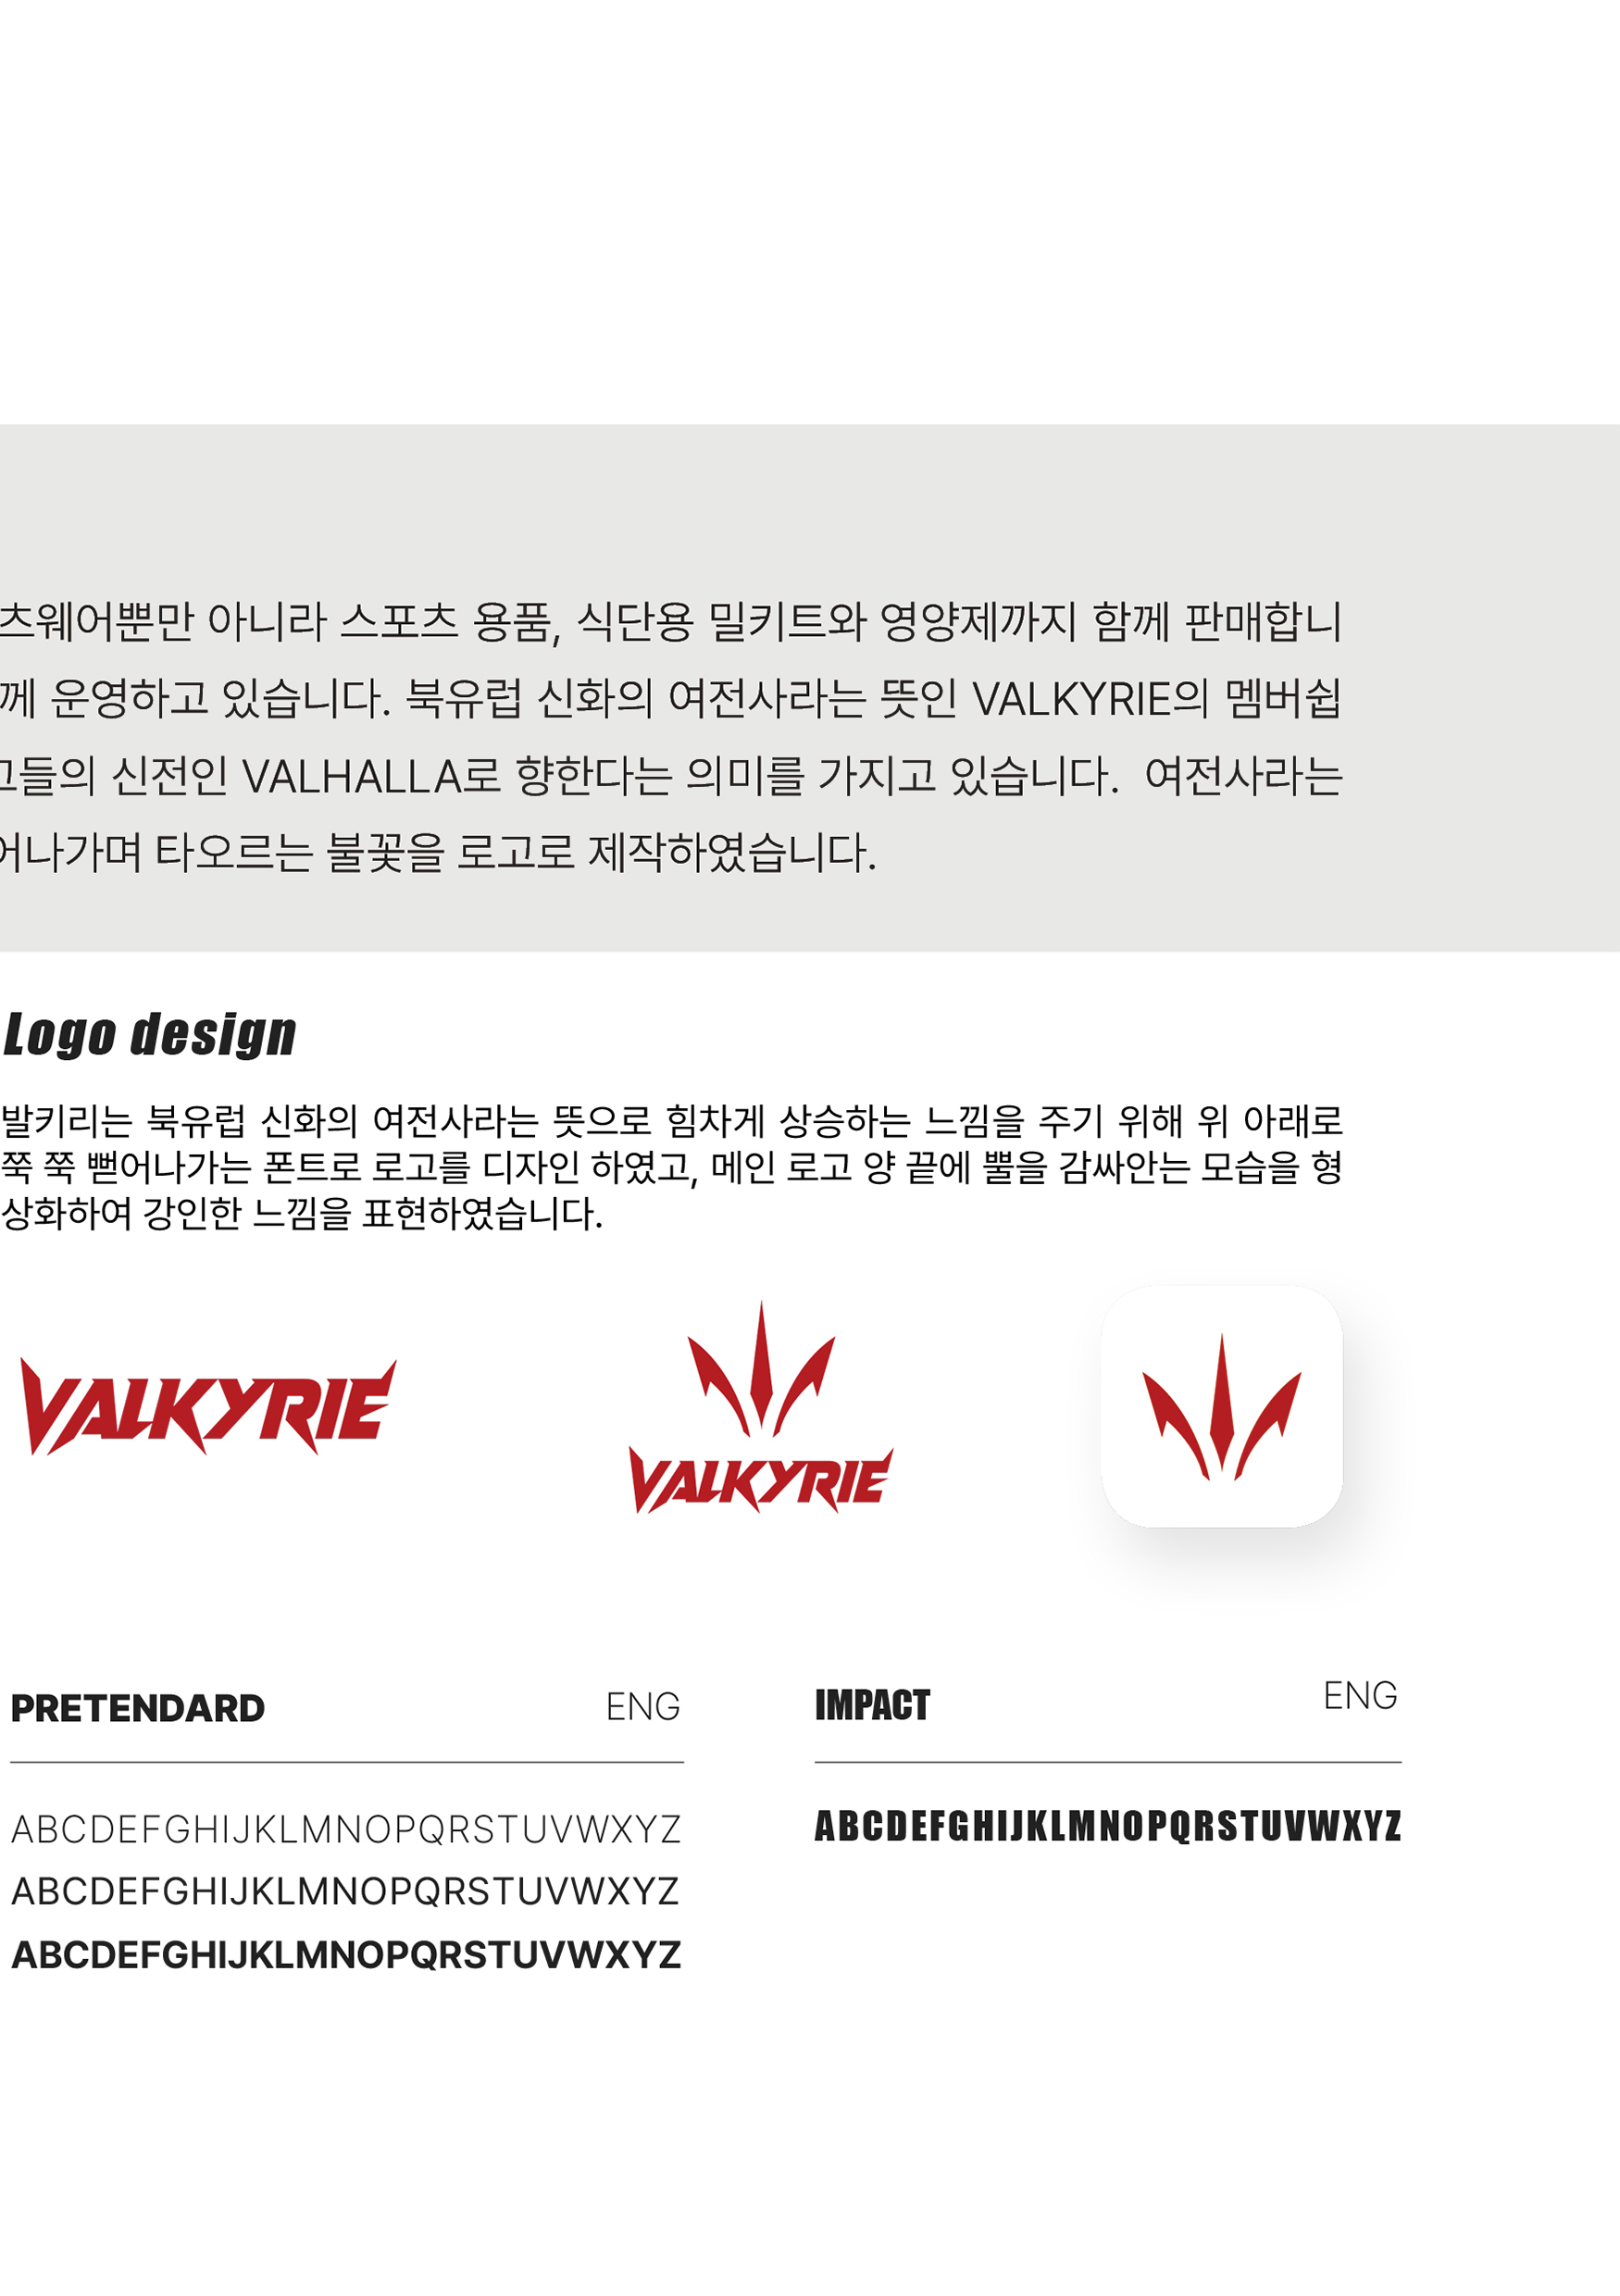 츠웨어뿐만 아니라 스포츠 용품, 식단용 밀키트와 영양제까지 함께 판매합니
께 운영하고 있습니다. 북유럽 신화의 여전사라는 뜻인 VALKYRIE의 멤버쉽
그들의 신전인 VALHALLA로 향한다는 의미를 가지고 있습니다. 여전사라는
어나가며 타오르는 불꽃을 로고로 제작하였습니다.
Logo design
발키리는 북유럽 신화의 여전사라는 뜻으로 힘차게 상승하는 느낌을 주기 위해 위 아래로
쭉 쭉 뻗어나가는 폰트로 로고를 디자인 하였고, 메인 로고 양 끝에 뿔을 감싸안는 모습을 형
상화하여 강인한 느낌을 표현하였습니다.
VALKYRIE
VALKYRIE
PRETENDARD ENG
ABCDEFGHIJKLMNOPQRSTUVWXYZ
ABCDEFGHIJKLMNOPQRSTUVWXYZ
ABCDEFGHIJKLMNOPQRSTUVWXYZ
IMPACT ENG
ABCDEFGHIJKLMNOPQRSTUVWXYZ